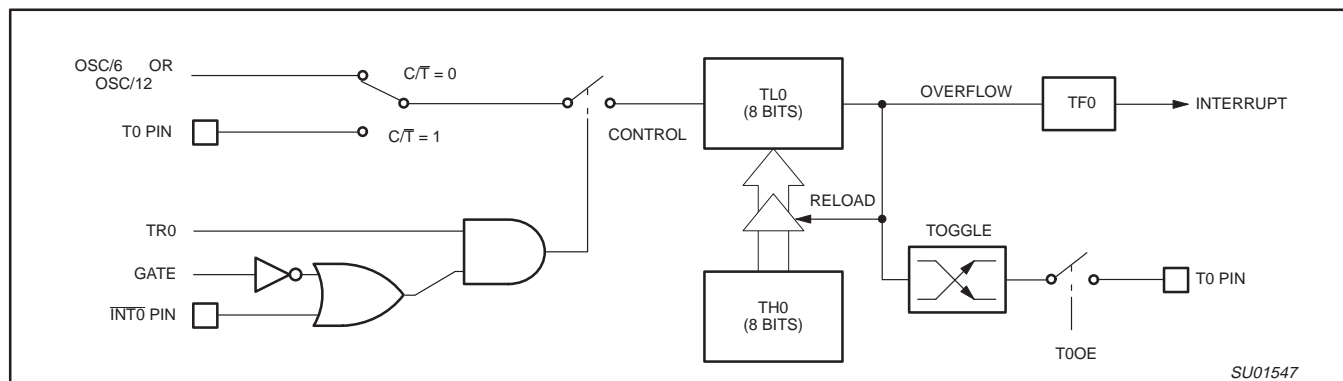 OSC/6 OR
OSC/12
C/T̅ = 0
T0 PIN
C/T̅ = 1
CONTROL
TL0
(8 BITS)
OVERFLOW
TF0
INTERRUPT
RELOAD
TR0
GATE
I̅N̅T̅0̅ PIN
TH0
(8 BITS)
TOGGLE
T0 PIN
T0OE
SU01547